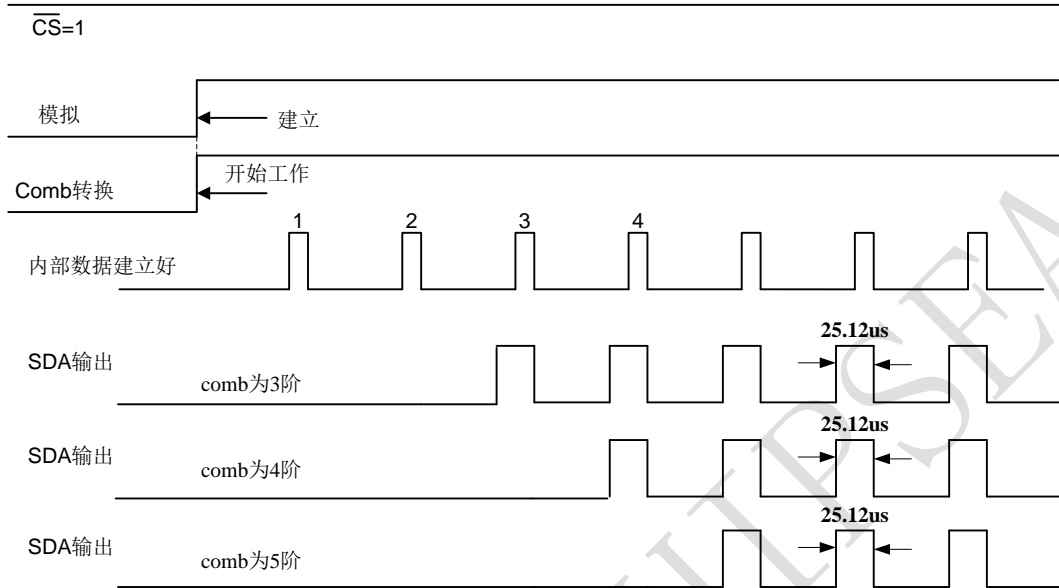 CS=1
模拟
建立
Comb转换
开始工作
1 2 3 4
内部数据建立好
25.12us
SDA输出
comb为3阶
25.12us
SDA输出
comb为4阶
25.12us
SDA输出
comb为5阶